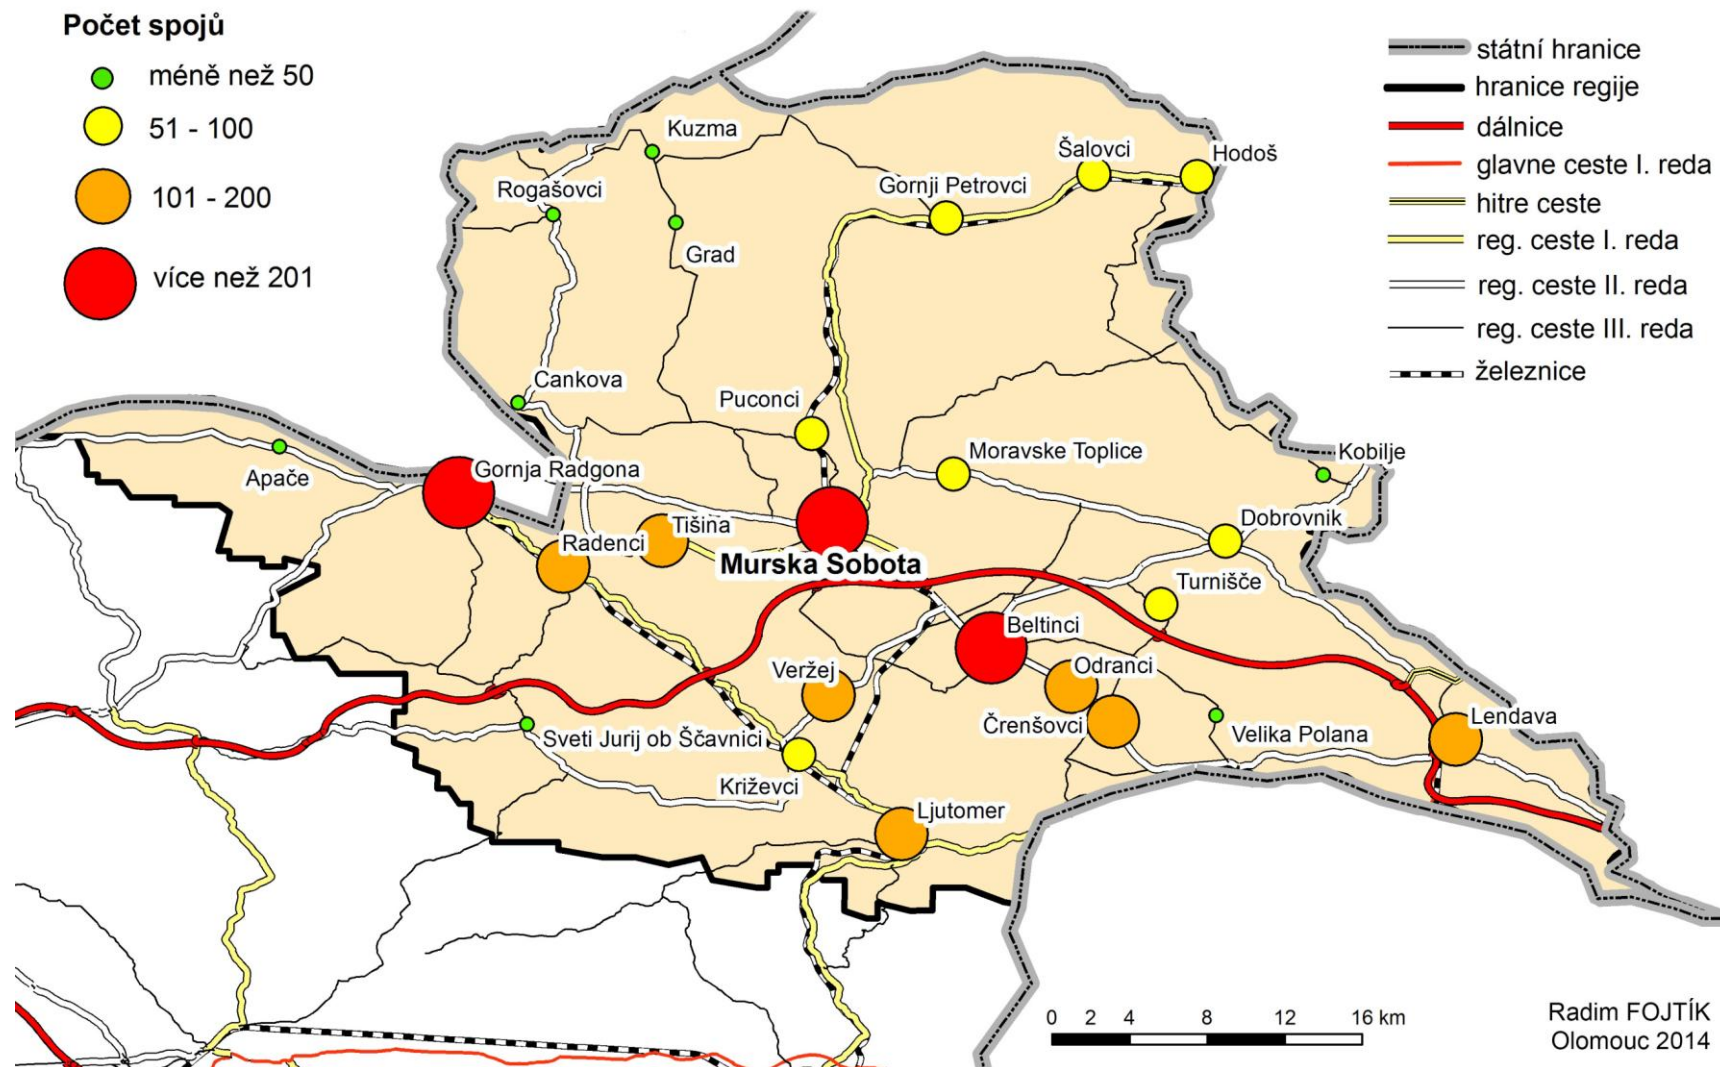 Počet spojů
méně než 50
51 - 100
101 - 200
více než 201
státní hranice
hranice regije
dálnice
glavne ceste I. reda
hitre ceste
reg. ceste I. reda
reg. ceste II. reda
reg. ceste III. reda
železnice
Kuzma
Šalovci
Hodoš
Rogašovci
Gornji Petrovci
Grad
Cankova
Puconci
Moravske Toplice
Kobilje
Apače
Gornja Radgona
Tišina
Dobrovnik
Radenci
Murska Sobota
Turnišče
Beltinci
Veržej
Odranci
Črenšovci
Lendava
Sveti Jurij ob Ščavnici
Velika Polana
Križevci
Ljutomer
0 2 4 8 12 16 km
Radim FOJTÍK
Olomouc 2014